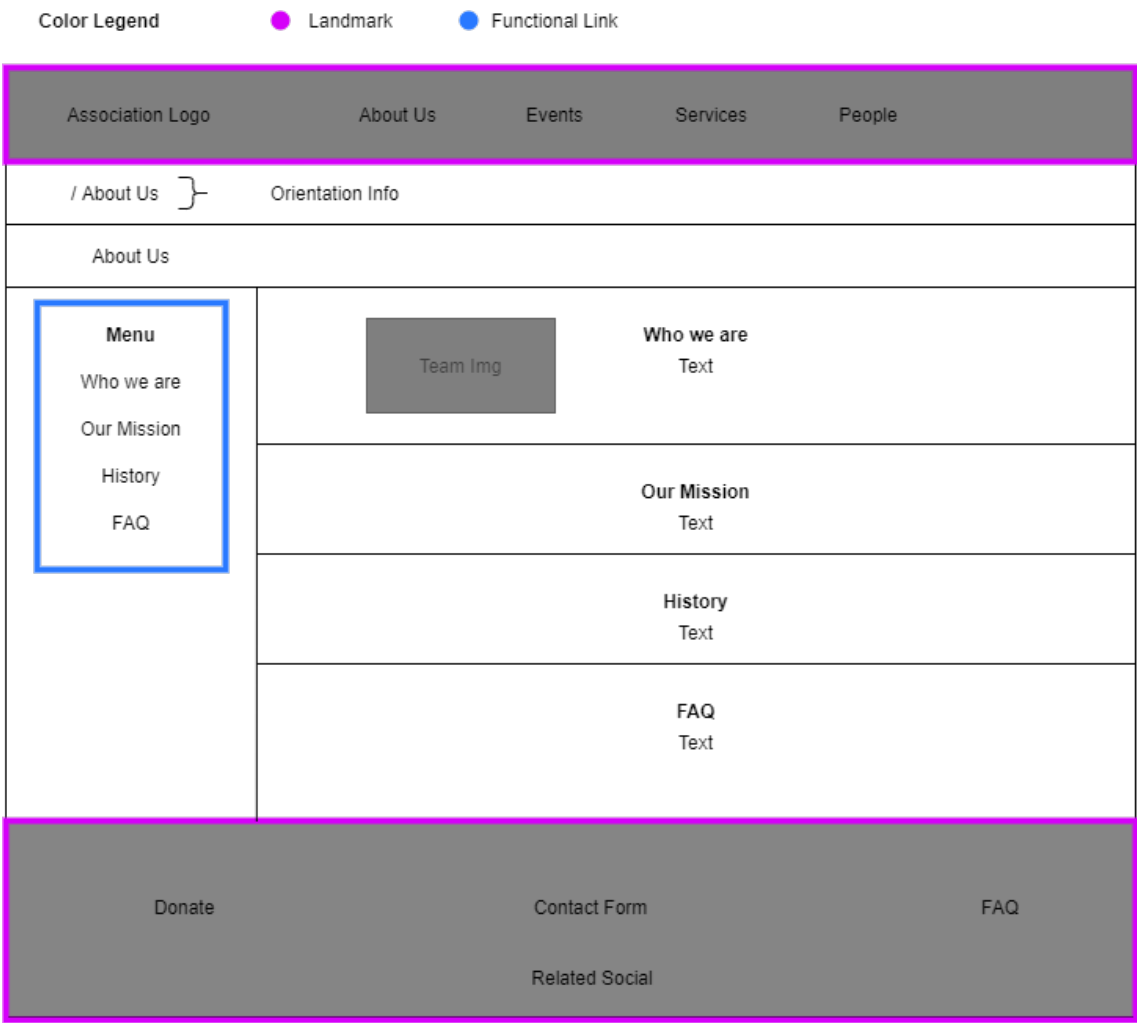 Color Legend Landmark Functional Link
Association Logo About Us Events Services People
/ About Us Orientation Info
About Us
Menu
Who we are
Our Mission
History
FAQ
Team Img
Who we are
Text
Our Mission
Text
History
Text
FAQ
Text
Donate Contact Form FAQ
Related Social